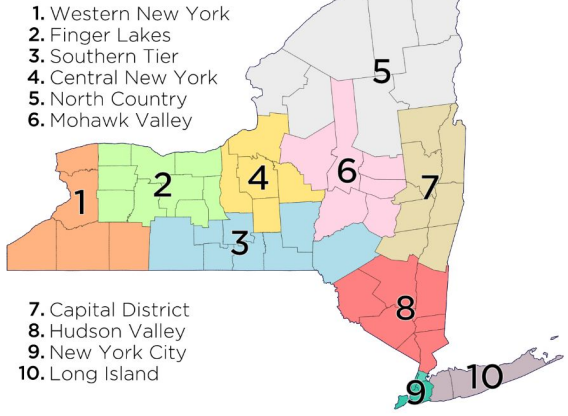 1. Western New York
2. Finger Lakes
3. Southern Tier
4. Central New York
5. North Country
6. Mohawk Valley
5
6
4
2
7
1
3
7. Capital District
8. Hudson Valley
9. New York City
10. Long Island
8
10
9